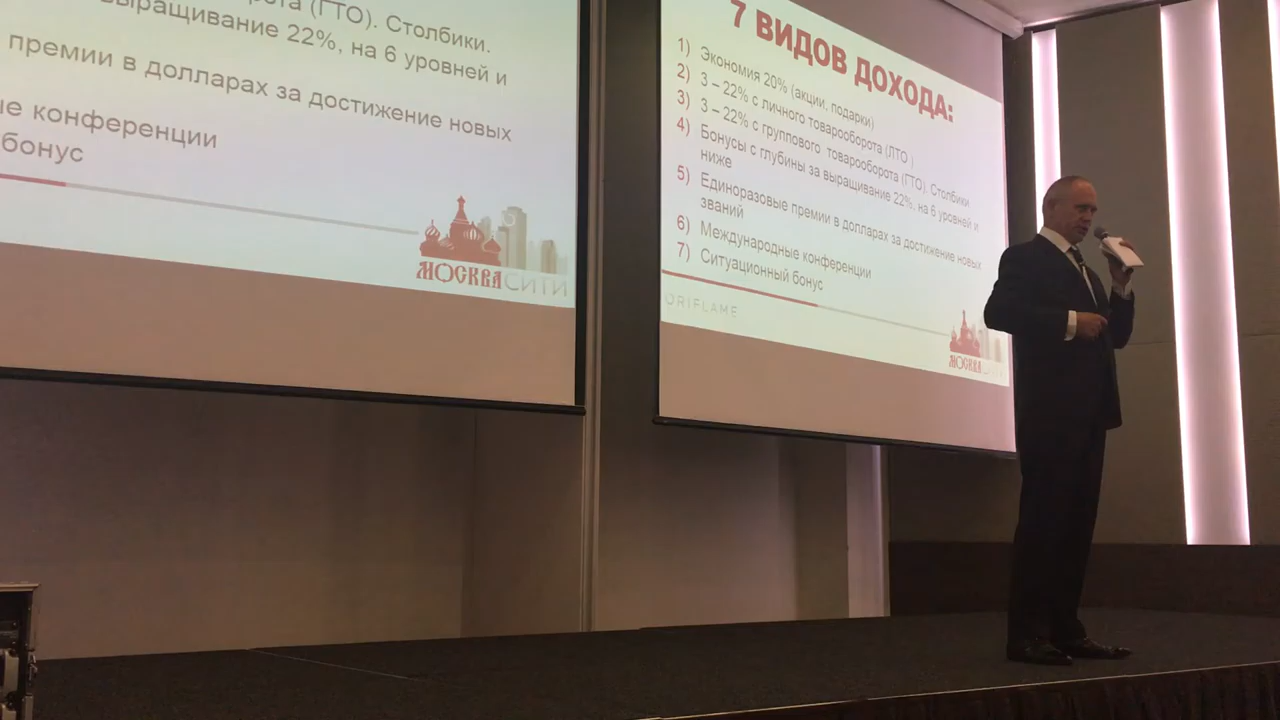 рота (ГТО). Столбики.
выращивание 22%, на 6 уровней и
премии в долларах за достижение новых
ые конференции
бонус
МОСКВА СИТИ
7 ВИДОВ ДОХОДА:
1) Экономия 20% (акции, подарки)
2) 3 – 22% с личного товарооборота (ЛТО )
3) 3 – 22% с группового товарооборота (ГТО). Столбики
4) Бонусы с глубины за выращивание 22%, на 6 уровней и
ниже
5) Единоразовые премии в долларах за достижение новых
званий
6) Международные конференции
7) Ситуационный бонус
ORIFLAME
МОСКВА СИТИ